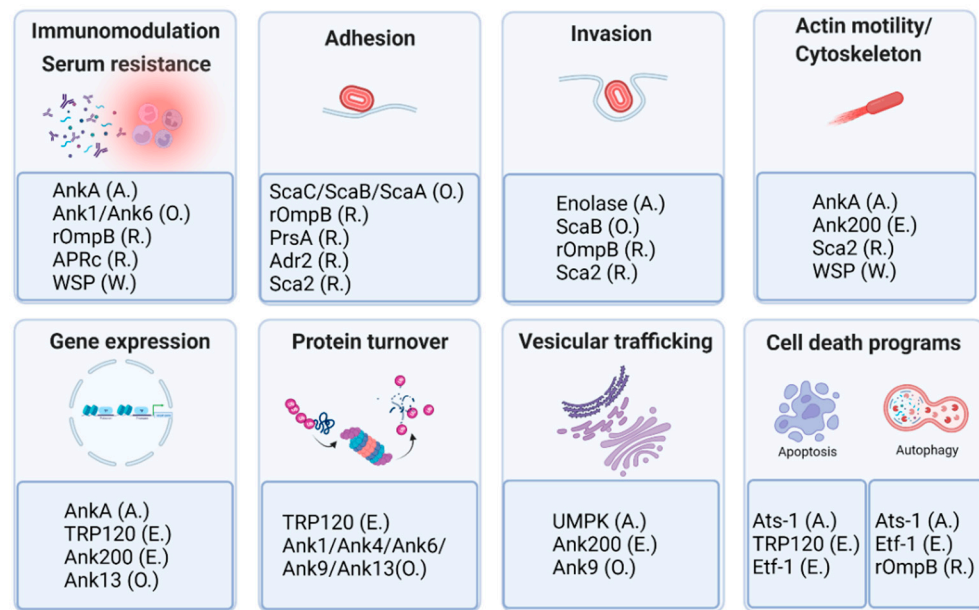 Immunomodulation
Serum resistance
AnkA (A.)
Ank1/Ank6 (O.)
rOmpB (R.)
APRc (R.)
WSP (W.)
Adhesion
ScaC/ScaB/ScaA (O.)
rOmpB (R.)
PrsA (R.)
Adr2 (R.)
Sca2 (R.)
Invasion
Enolase (A.)
ScaB (O.)
rOmpB (R.)
Sca2 (R.)
Actin motility/
Cytoskeleton
AnkA (A.)
Ank200 (E.)
Sca2 (R.)
WSP (W.)
Gene expression
AnkA (A.)
TRP120 (E.)
Ank200 (E.)
Ank13 (O.)
Protein turnover
TRP120 (E.)
Ank1/Ank4/Ank6/
Ank9/Ank13(O.)
Vesicular trafficking
UMPK (A.)
Ank200 (E.)
Ank9 (O.)
Cell death programs
Apoptosis
Ats-1 (A.)
TRP120 (E.)
Etf-1 (E.)
Autophagy
Ats-1 (A.)
Etf-1 (E.)
rOmpB (R.)